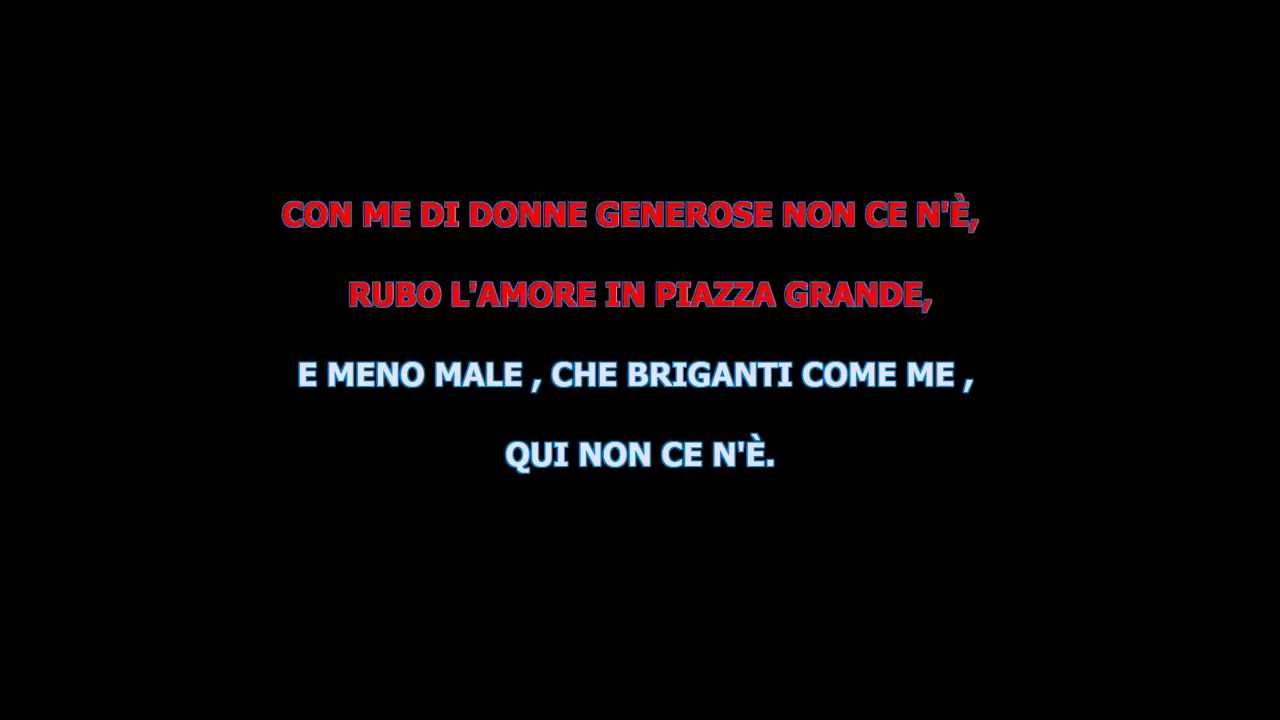 CON ME DI DONNE GENEROSE NON CE N'È,
RUBO L'AMORE IN PIAZZA GRANDE,
E MENO MALE , CHE BRIGANTI COME ME ,
QUI NON CE N'È.